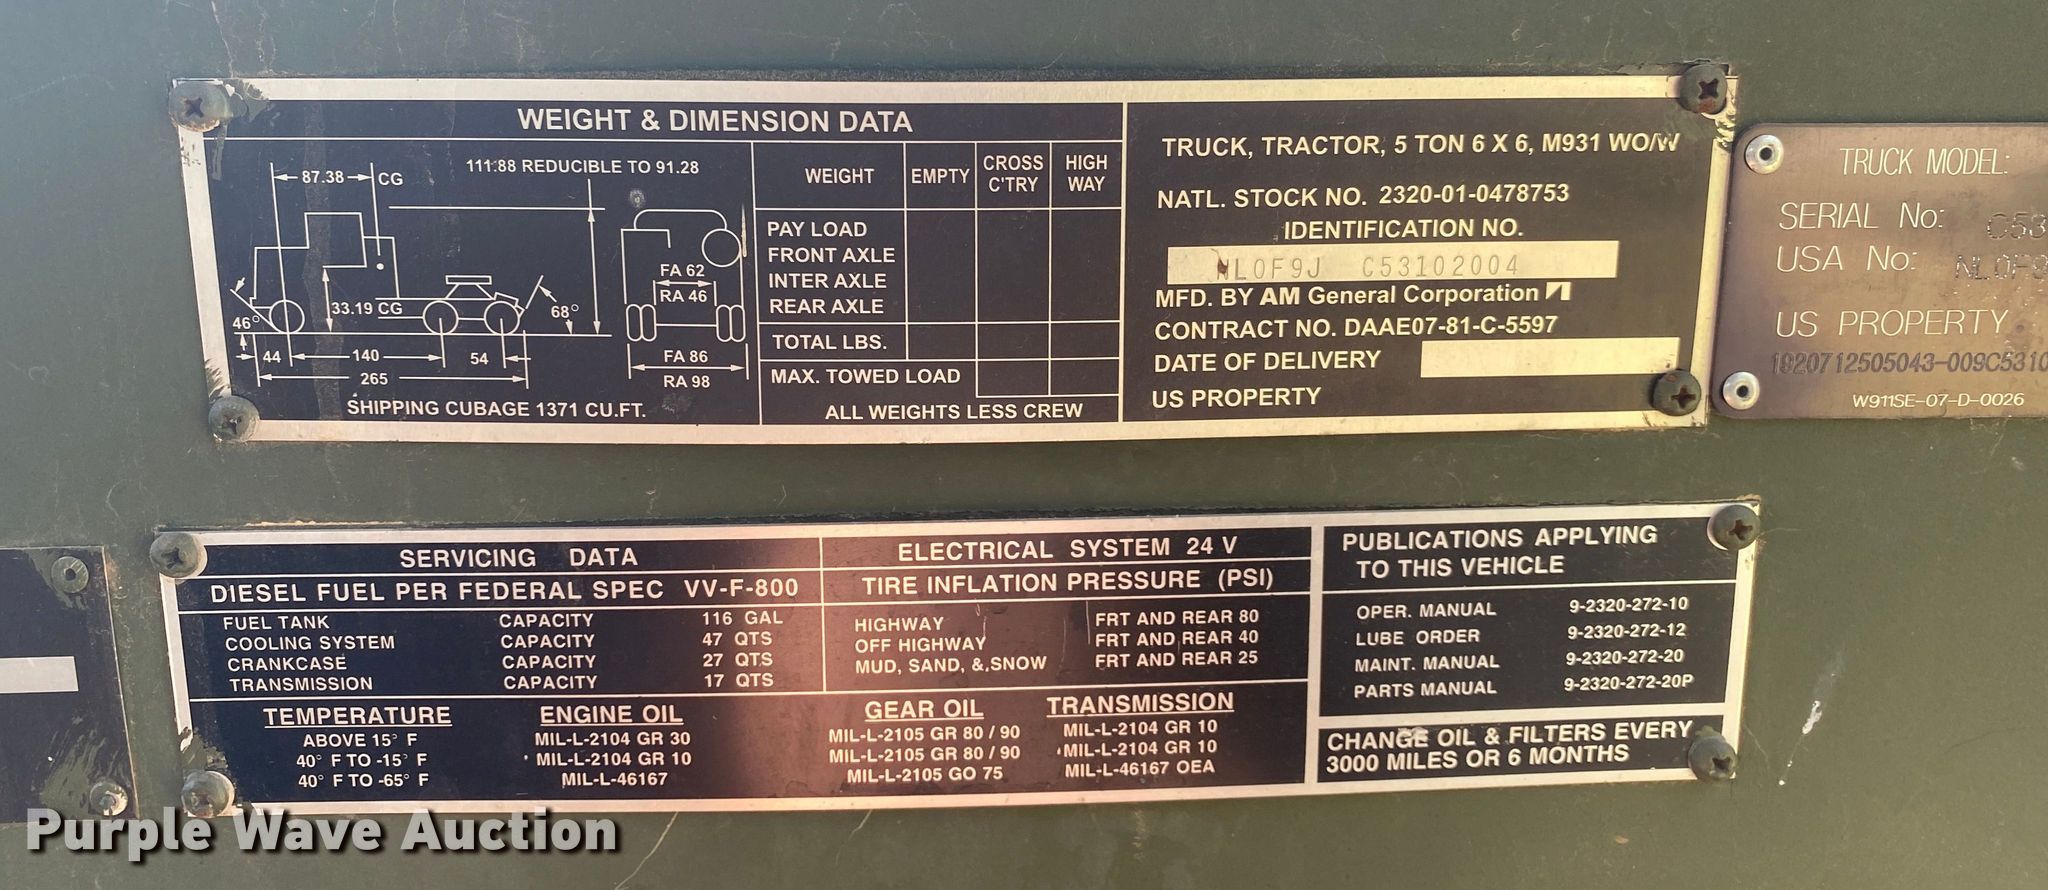 WEIGHT & DIMENSION DATA
87.38 CG
111.88 REDUCIBLE TO 91.28
33.19 CG
46°
68°
44
140
54
265
FA 62
RA 46
FA 86
RA 98
SHIPPING CUBAGE 1371 CU.FT.
WEIGHT EMPTY CROSS C'TRY HIGH WAY
PAY LOAD
FRONT AXLE
INTER AXLE
REAR AXLE
TOTAL LBS.
MAX. TOWED LOAD
ALL WEIGHTS LESS CREW
TRUCK, TRACTOR, 5 TON 6 X 6, M931 WO/W
NATL. STOCK NO. 2320-01-0478753
IDENTIFICATION NO.
NL0F9J C53102004
MFD. BY AM General Corporation
CONTRACT NO. DAAE07-81-C-5597
DATE OF DELIVERY
US PROPERTY
TRUCK MODEL:
SERIAL No: C53
USA No: NL0F9
US PROPERTY
1920712505043-009C5310
W911SE-07-D-0026
SERVICING DATA
DIESEL FUEL PER FEDERAL SPEC VV-F-800
FUEL TANK CAPACITY 116 GAL
COOLING SYSTEM CAPACITY 47 QTS
CRANKCASE CAPACITY 27 QTS
TRANSMISSION CAPACITY 17 QTS
ELECTRICAL SYSTEM 24 V
TIRE INFLATION PRESSURE (PSI)
HIGHWAY FRT AND REAR 80
OFF HIGHWAY FRT AND REAR 40
MUD, SAND, & SNOW FRT AND REAR 25
TEMPERATURE ENGINE OIL GEAR OIL TRANSMISSION
ABOVE 15° F MIL-L-2104 GR 30 MIL-L-2105 GR 80 / 90 MIL-L-2104 GR 10
40° F TO -15° F MIL-L-2104 GR 10 MIL-L-2105 GR 80 / 90 MIL-L-2104 GR 10
40° F TO -65° F MIL-L-46167 MIL-L-2105 GO 75 MIL-L-46167 OEA
PUBLICATIONS APPLYING
TO THIS VEHICLE
OPER. MANUAL 9-2320-272-10
LUBE ORDER 9-2320-272-12
MAINT. MANUAL 9-2320-272-20
PARTS MANUAL 9-2320-272-20P
CHANGE OIL & FILTERS EVERY
3000 MILES OR 6 MONTHS
Purple Wave Auction